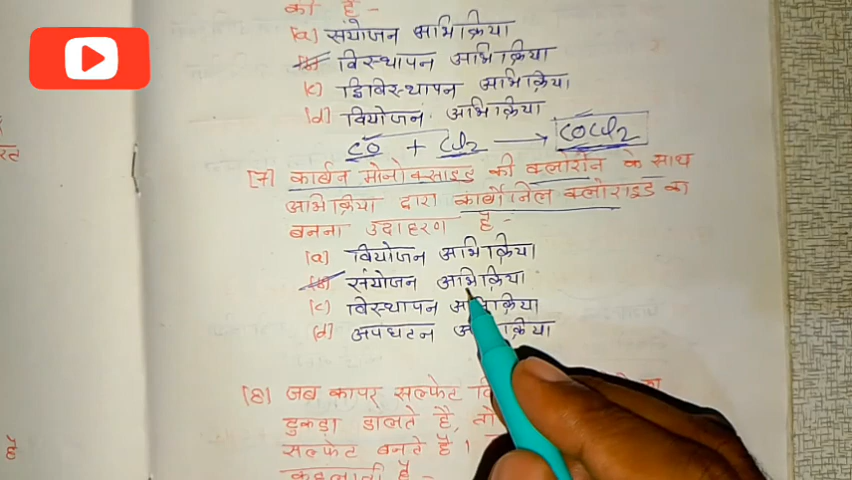 की है -
(a) संयोजन अभिक्रिया
(b) विस्थापन अभिक्रिया
(c) द्विविस्थापन अभिक्रिया
(d) वियोजन अभिक्रिया
CO + Cl2 → COCl2
[7] कार्बन मोनोक्साइड की क्लोरीन के साथ
अभिक्रिया द्वारा कार्बोनिल क्लोराइड का
बनना उदाहरण है -
(a) वियोजन अभिक्रिया
(b) संयोजन अभिक्रिया
(c) विस्थापन अभिक्रिया
(d) अपघटन अभिक्रिया
[8] जब कापर सल्फेट
टुकड़ा डालते है, तो
सल्फेट बनते है।
कहलाती है -
है